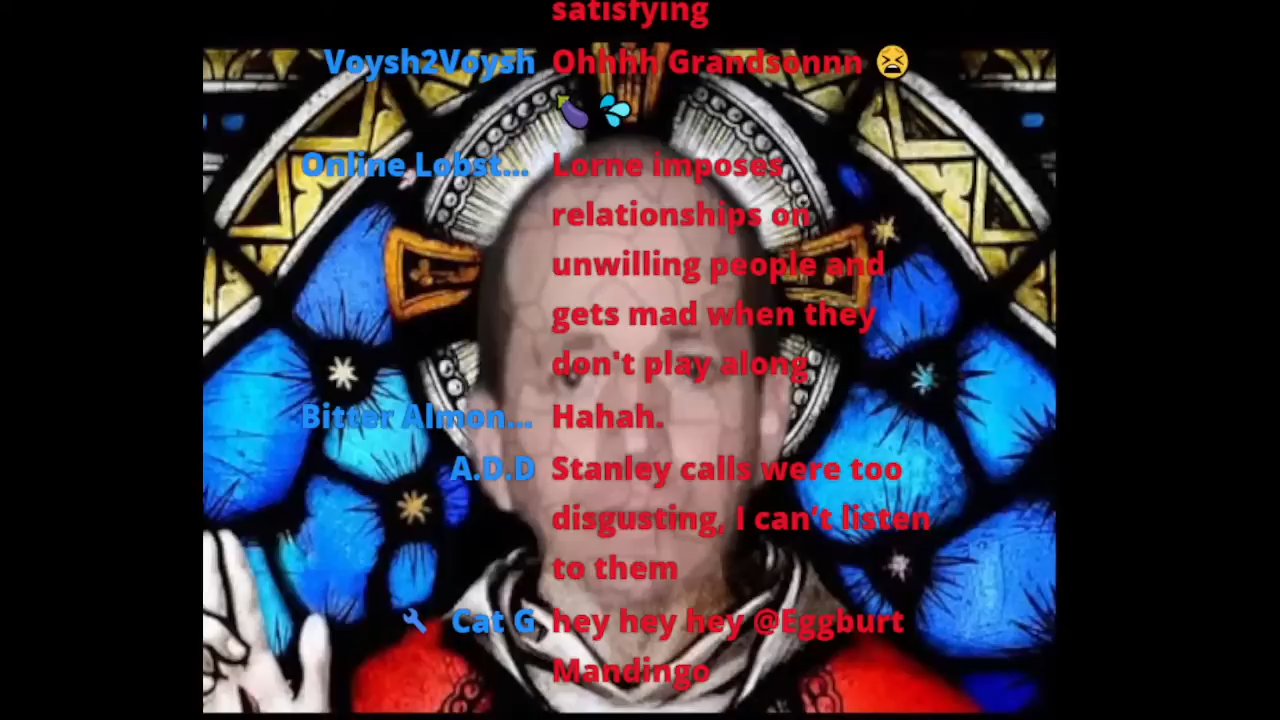 satisfying
Voysh2Voysh Ohhhh Grandsonnn 😫
🍆 💦
Online Lobst... Lorne imposes
relationships on
unwilling people and
gets mad when they
don't play along
Bitter Almon... Hahah.
A.D.D Stanley calls were too
disgusting, I can't listen
to them
🔧 Cat G hey hey hey @Eggburt
Mandingo